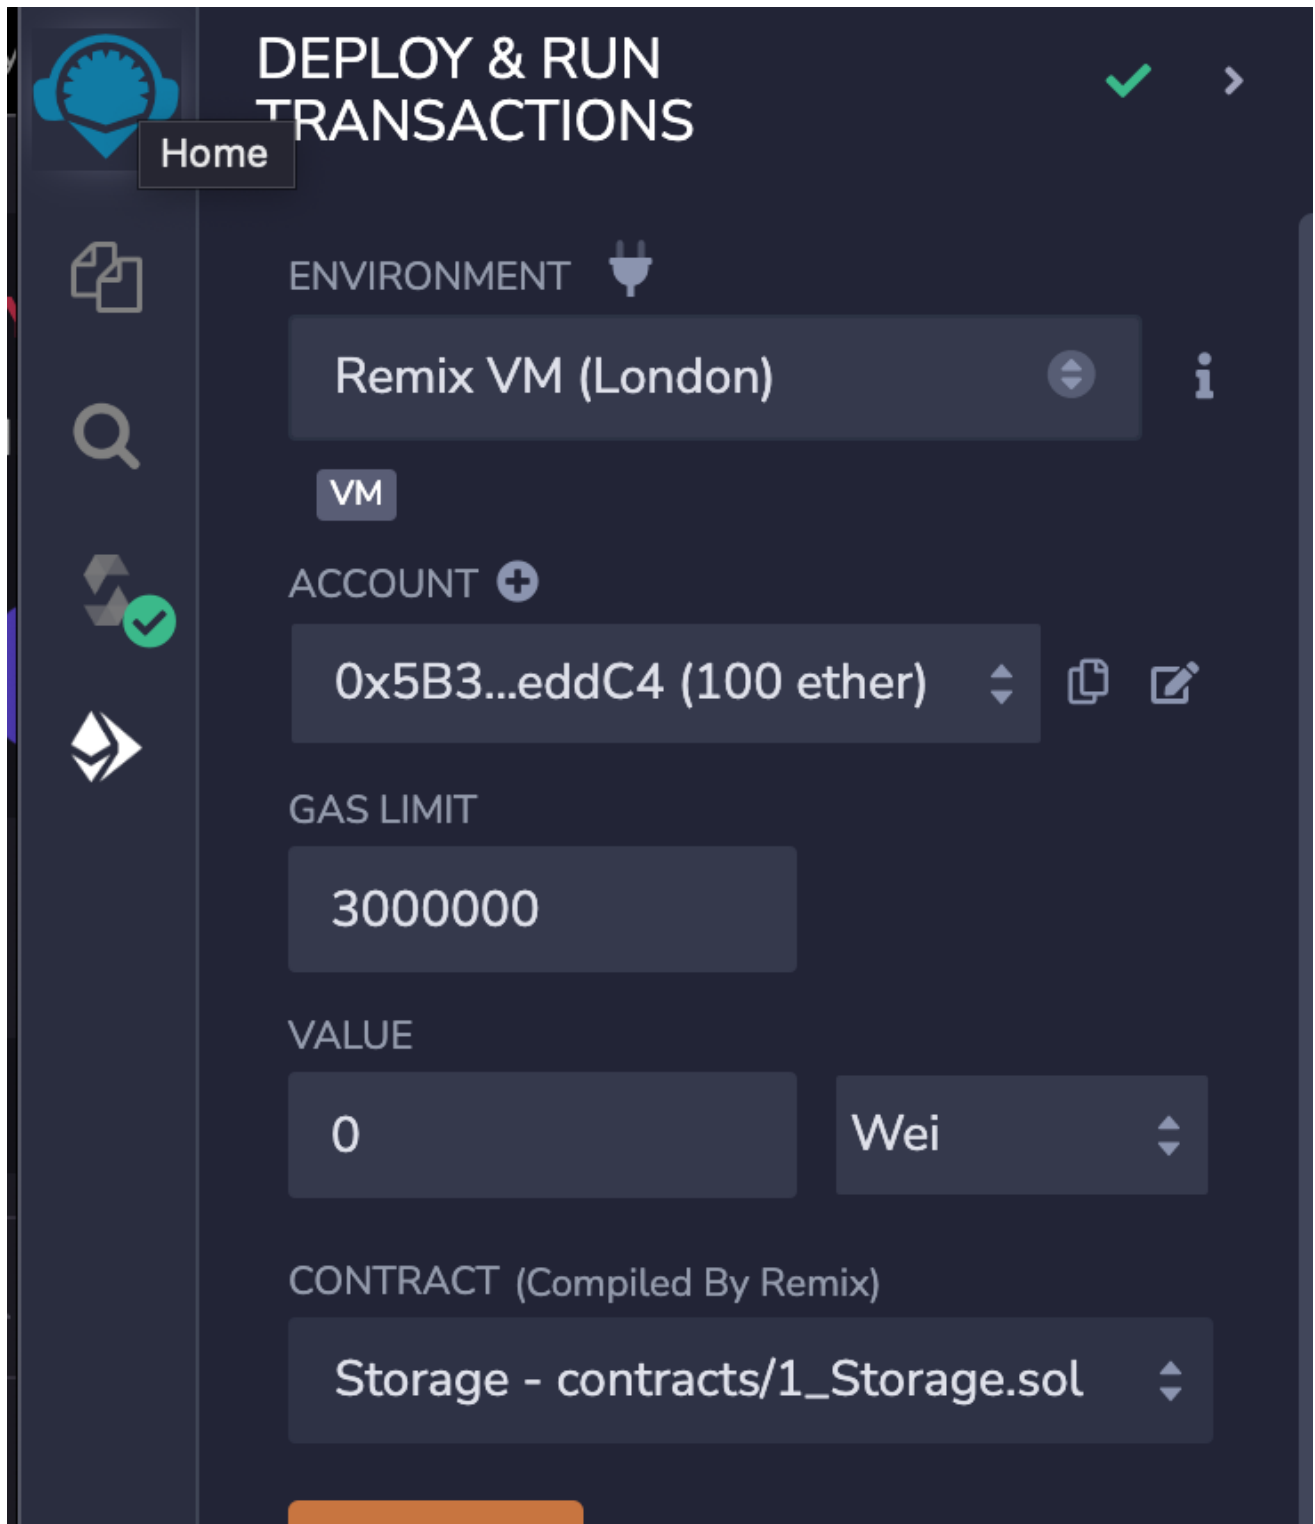 DEPLOY & RUN
TRANSACTIONS
Home
ENVIRONMENT
Remix VM (London)
VM
ACCOUNT
0x5B3...eddC4 (100 ether)
GAS LIMIT
3000000
VALUE
0 Wei
CONTRACT (Compiled By Remix)
Storage - contracts/1_Storage.sol